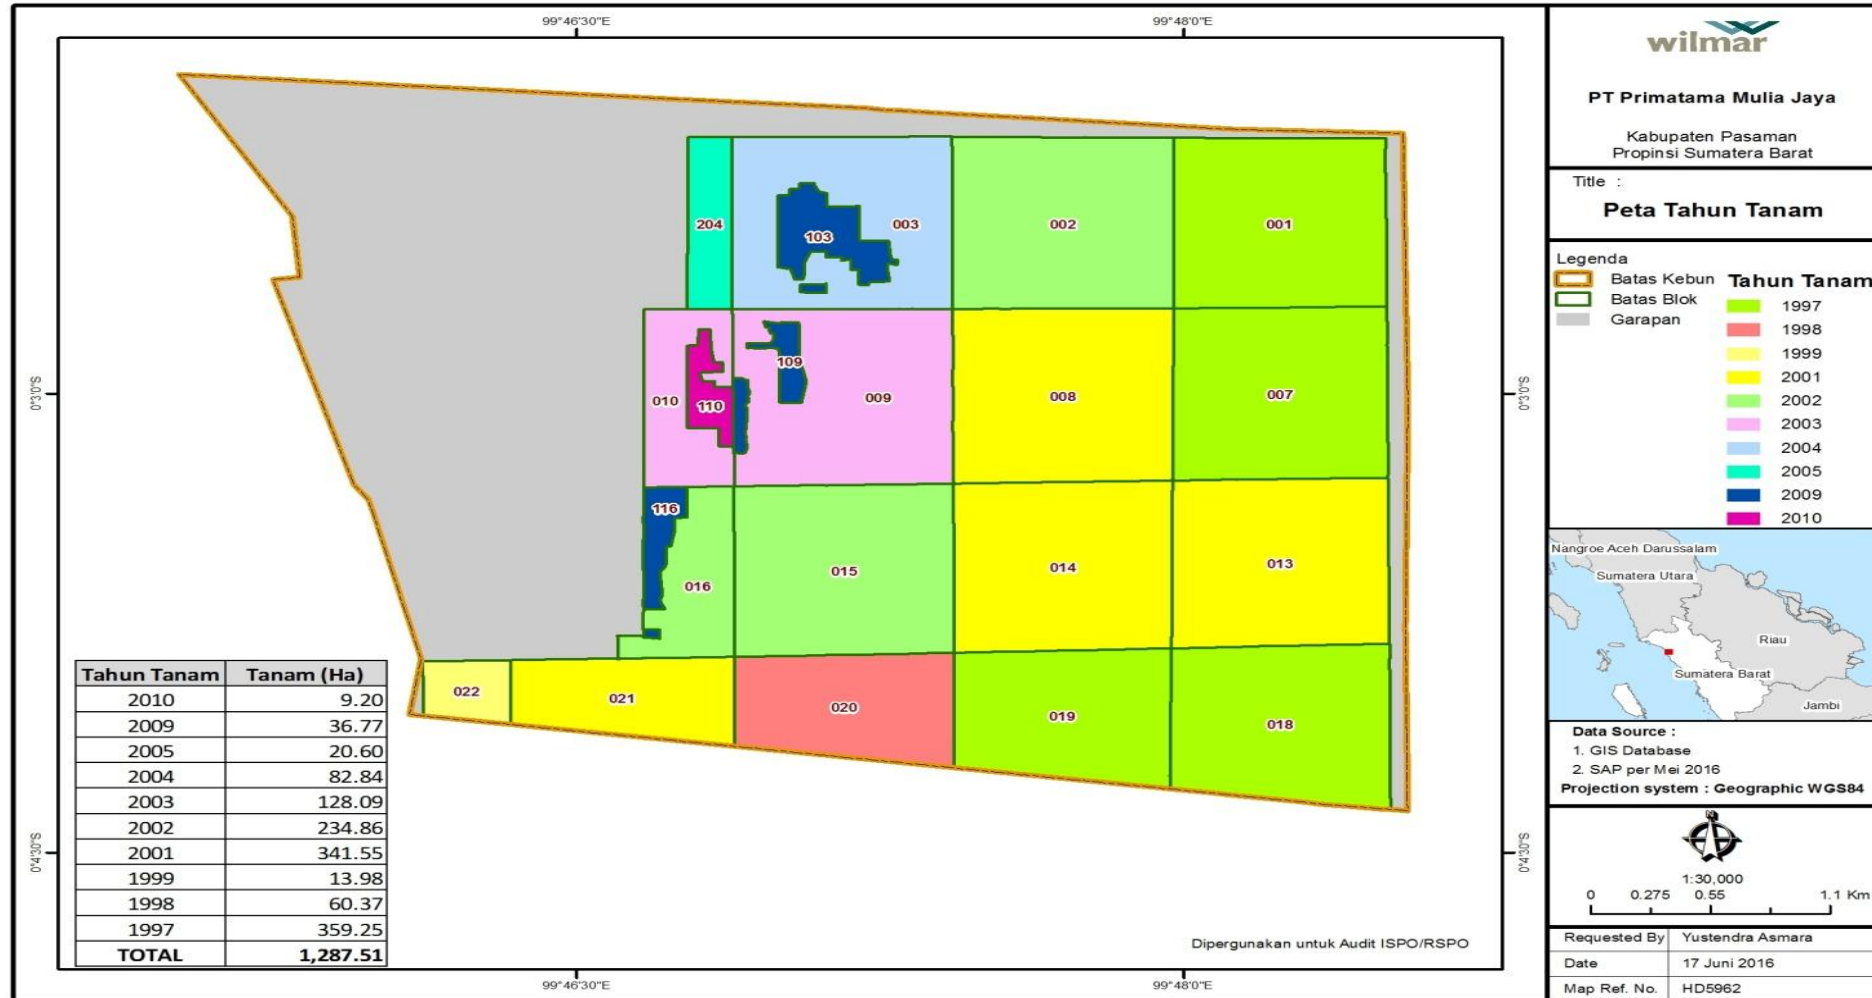 99°46'30"E
99°48'0"E
0°3'0"S
0°3'0"S
0°4'30"S
0°4'30"S
99°46'30"E
99°48'0"E
204
103
003
002
001
010
110
109
009
008
007
116
016
015
014
013
022
021
020
019
018
Tahun Tanam Tanam (Ha)
2010 9.20
2009 36.77
2005 20.60
2004 82.84
2003 128.09
2002 234.86
2001 341.55
1999 13.98
1998 60.37
1997 359.25
TOTAL 1,287.51
Dipergunakan untuk Audit ISPO/RSPO
wilmar
PT Primatama Mulia Jaya
Kabupaten Pasaman
Propinsi Sumatera Barat
Title :
Peta Tahun Tanam
Legenda
Batas Kebun
Batas Blok
Garapan
Tahun Tanam
1997
1998
1999
2001
2002
2003
2004
2005
2009
2010
Nangroe Aceh Darussalam
Sumatera Utara
Riau
Sumatera Barat
Jambi
Data Source :
1. GIS Database
2. SAP per Mei 2016
Projection system : Geographic WGS84
N
1:30,000
0 0.275 0.55 1.1 Km
Requested By Yustendra Asmara
Date 17 Juni 2016
Map Ref. No. HD5962